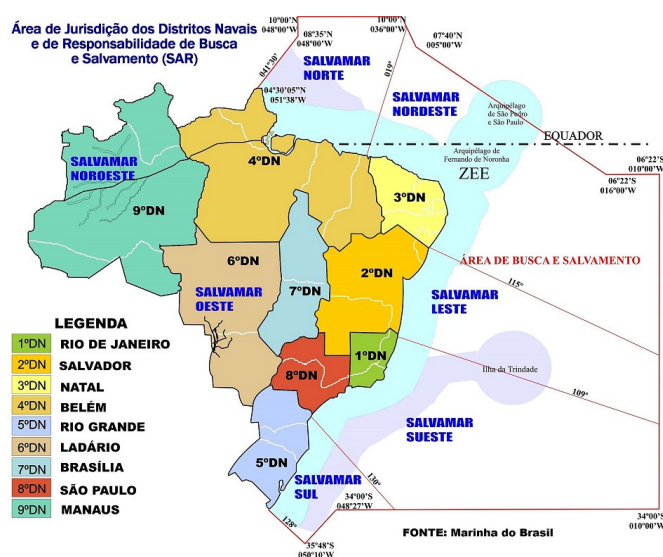 Área de Jurisdição dos Distritos Navais
e de Responsabilidade de Busca
e Salvamento (SAR)
10°00'N
048°00'W
08°35'N
48°00'W
10°00'N
036°00'W
07°40'N
005°00'W
041°30'
019°
SALVAMAR
NORTE
04°30'05"N
051°38'W
SALVAMAR
NORDESTE
Arquipélago
de São Pedro
e São Paulo
EQUADOR
Arquipélago de
Fernando de Noronha
ZEE
06°22'S
010°00'W
06°22'S
016°00'W
SALVAMAR
NOROESTE
4ºDN
3ºDN
9ºDN
6ºDN
2ºDN
7ºDN
SALVAMAR
OESTE
ÁREA DE BUSCA E SALVAMENTO
115°
SALVAMAR
LESTE
1ºDN
8ºDN
Ilha da Trindade
109°
SALVAMAR
SUESTE
5ºDN
SALVAMAR
SUL
130°
128°
34°00'S
048°27'W
35°48'S
050°10'W
34°00'S
010°00'W
LEGENDA
1ºDN RIO DE JANEIRO
2ºDN SALVADOR
3ºDN NATAL
4ºDN BELÉM
5ºDN RIO GRANDE
6ºDN LADÁRIO
7ºDN BRASÍLIA
8ºDN SÃO PAULO
9ºDN MANAUS
FONTE: Marinha do Brasil